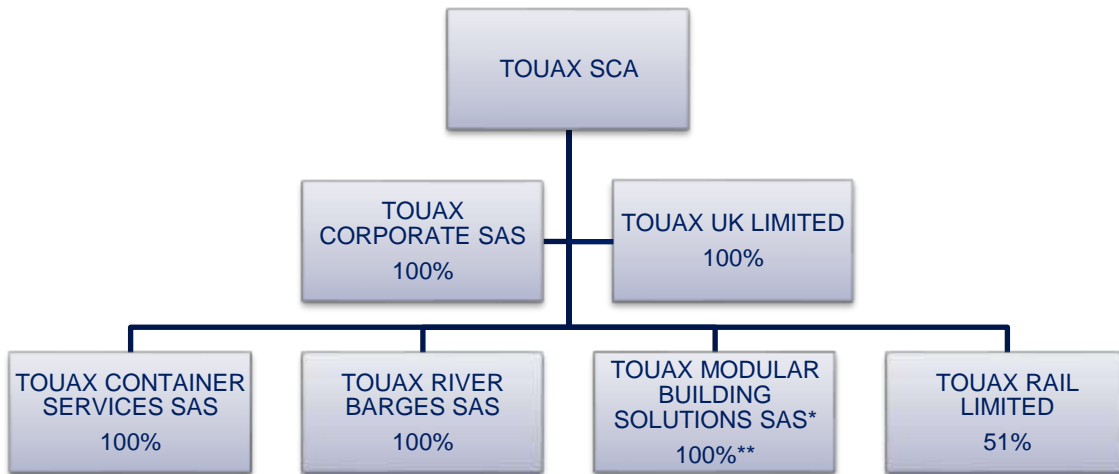 TOUAX SCA
TOUAX
CORPORATE SAS
100%
TOUAX UK LIMITED
100%
TOUAX CONTAINER
SERVICES SAS
100%
TOUAX RIVER
BARGES SAS
100%
TOUAX MODULAR
BUILDING
SOLUTIONS SAS*
100%**
TOUAX RAIL
LIMITED
51%